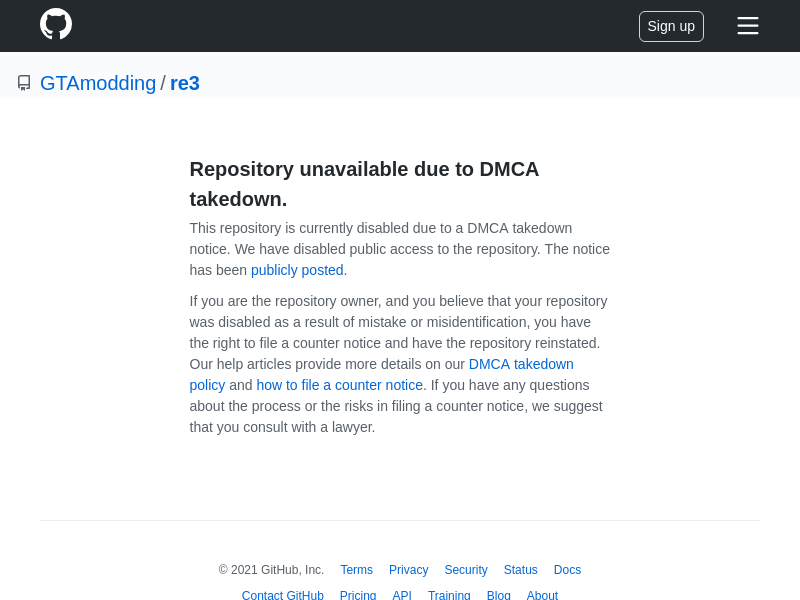 Sign up
GTAmodding / re3
Repository unavailable due to DMCA
takedown.
This repository is currently disabled due to a DMCA takedown
notice. We have disabled public access to the repository. The notice
has been publicly posted.
If you are the repository owner, and you believe that your repository
was disabled as a result of mistake or misidentification, you have
the right to file a counter notice and have the repository reinstated.
Our help articles provide more details on our DMCA takedown
policy and how to file a counter notice. If you have any questions
about the process or the risks in filing a counter notice, we suggest
that you consult with a lawyer.
© 2021 GitHub, Inc. Terms Privacy Security Status Docs
Contact GitHub Pricing API Training Blog About